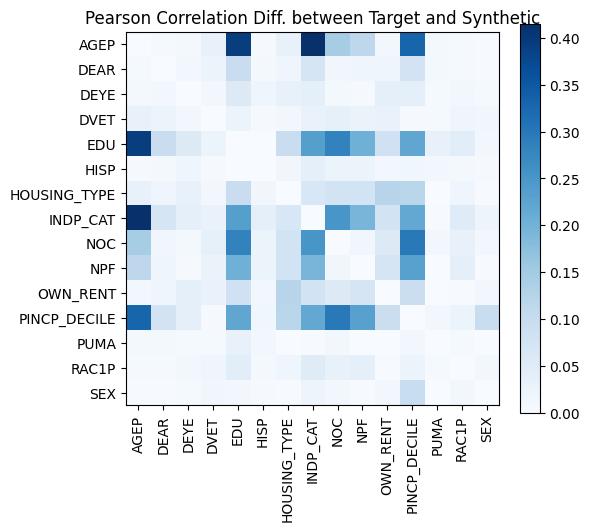 Pearson Correlation Diff. between Target and Synthetic
AGEP
DEAR
DEYE
DVET
EDU
HISP
HOUSING_TYPE
INDP_CAT
NOC
NPF
OWN_RENT
PINCP_DECILE
PUMA
RAC1P
SEX
AGEP
DEAR
DEYE
DVET
EDU
HISP
HOUSING_TYPE
INDP_CAT
NOC
NPF
OWN_RENT
PINCP_DECILE
PUMA
RAC1P
SEX
0.40
0.35
0.30
0.25
0.20
0.15
0.10
0.05
0.00